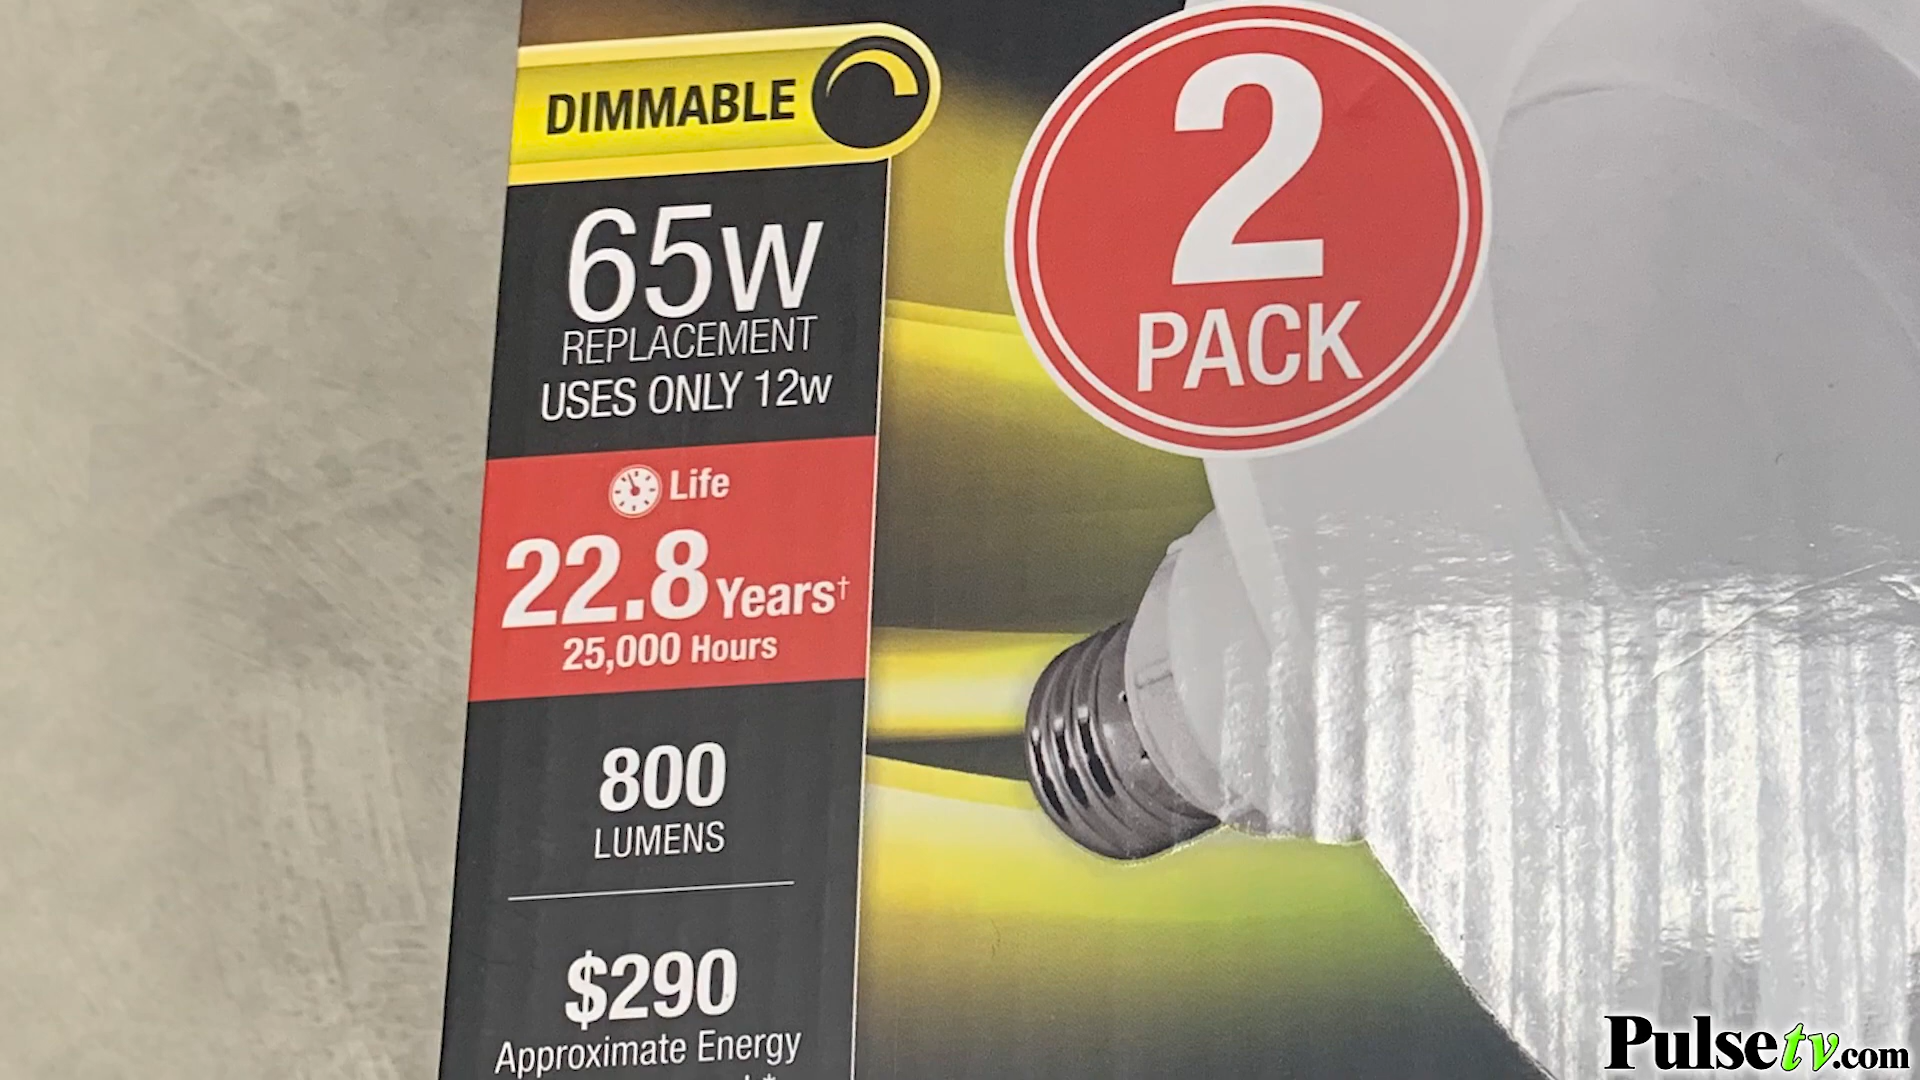 DIMMABLE
2
PACK
65w
REPLACEMENT
USES ONLY 12w
Life
22.8 Years†
25,000 Hours
800
LUMENS
$290
Approximate Energy
Pulsetv.com